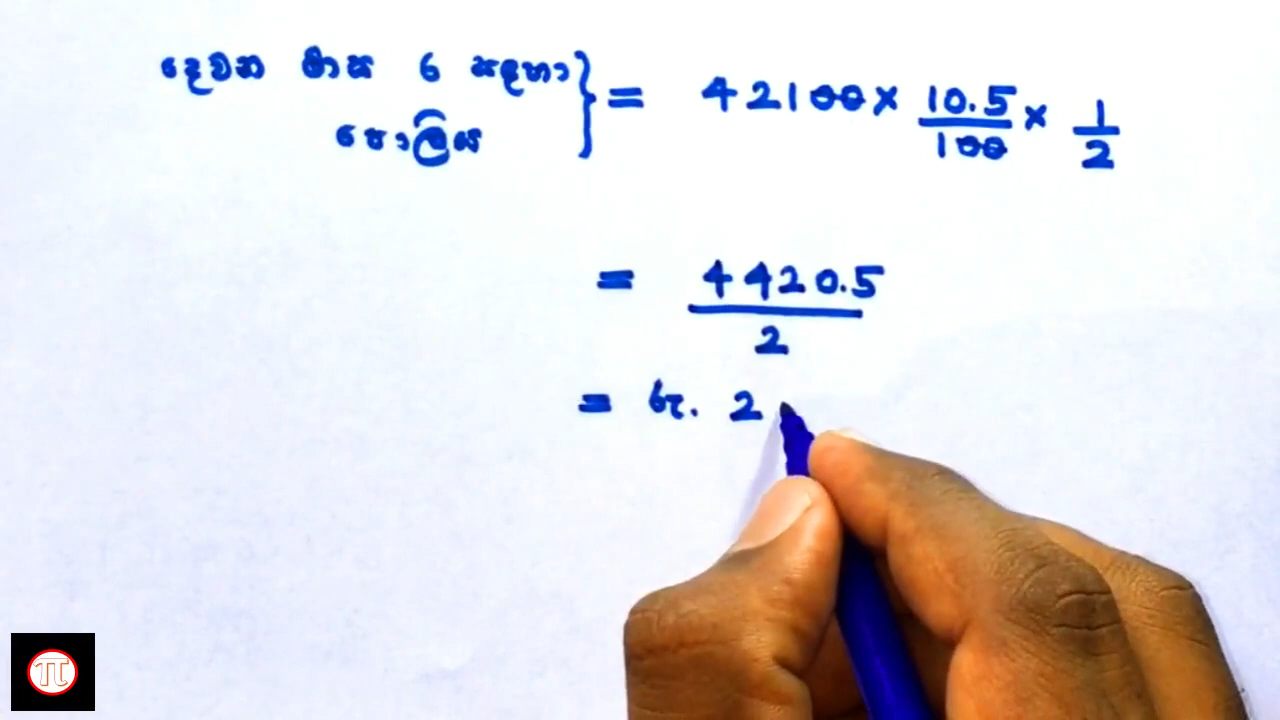 දෙවන මාස 6 සඳහා } = 42100 × 10.5/100 × 1/2
පොලිය
= 4420.5/2
= රු. 2
π